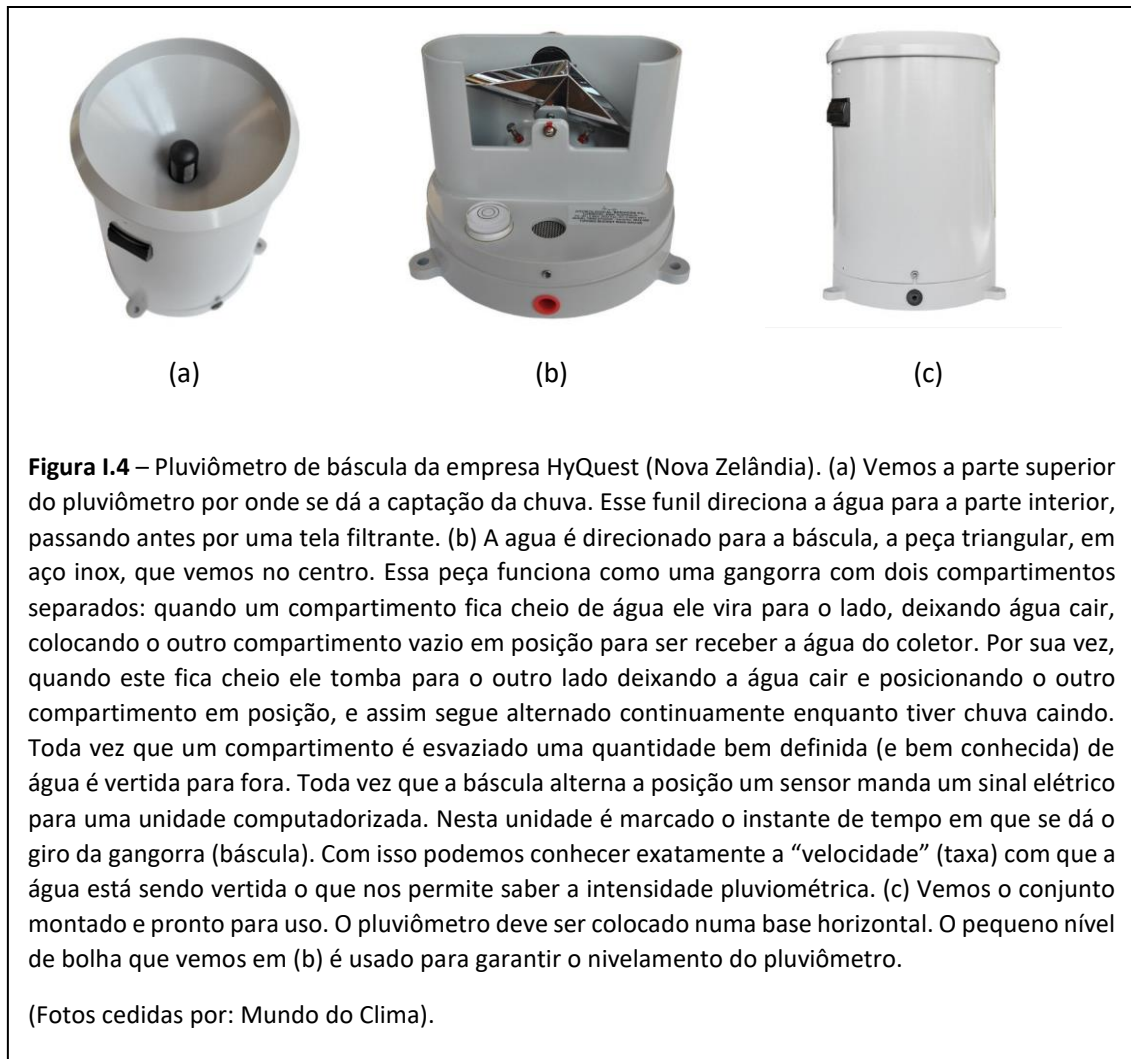 (a)
(b)
(c)
Figura I.4 – Pluviômetro de báscula da empresa HyQuest (Nova Zelândia). (a) Vemos a parte superior
do pluviômetro por onde se dá a captação da chuva. Esse funil direciona a água para a parte interior,
passando antes por uma tela filtrante. (b) A agua é direcionado para a báscula, a peça triangular, em
aço inox, que vemos no centro. Essa peça funciona como uma gangorra com dois compartimentos
separados: quando um compartimento fica cheio de água ele vira para o lado, deixando água cair,
colocando o outro compartimento vazio em posição para ser receber a água do coletor. Por sua vez,
quando este fica cheio ele tomba para o outro lado deixando a água cair e posicionando o outro
compartimento em posição, e assim segue alternado continuamente enquanto tiver chuva caindo.
Toda vez que um compartimento é esvaziado uma quantidade bem definida (e bem conhecida) de
água é vertida para fora. Toda vez que a báscula alterna a posição um sensor manda um sinal elétrico
para uma unidade computadorizada. Nesta unidade é marcado o instante de tempo em que se dá o
giro da gangorra (báscula). Com isso podemos conhecer exatamente a “velocidade” (taxa) com que a
água está sendo vertida o que nos permite saber a intensidade pluviométrica. (c) Vemos o conjunto
montado e pronto para uso. O pluviômetro deve ser colocado numa base horizontal. O pequeno nível
de bolha que vemos em (b) é usado para garantir o nivelamento do pluviômetro.
(Fotos cedidas por: Mundo do Clima).